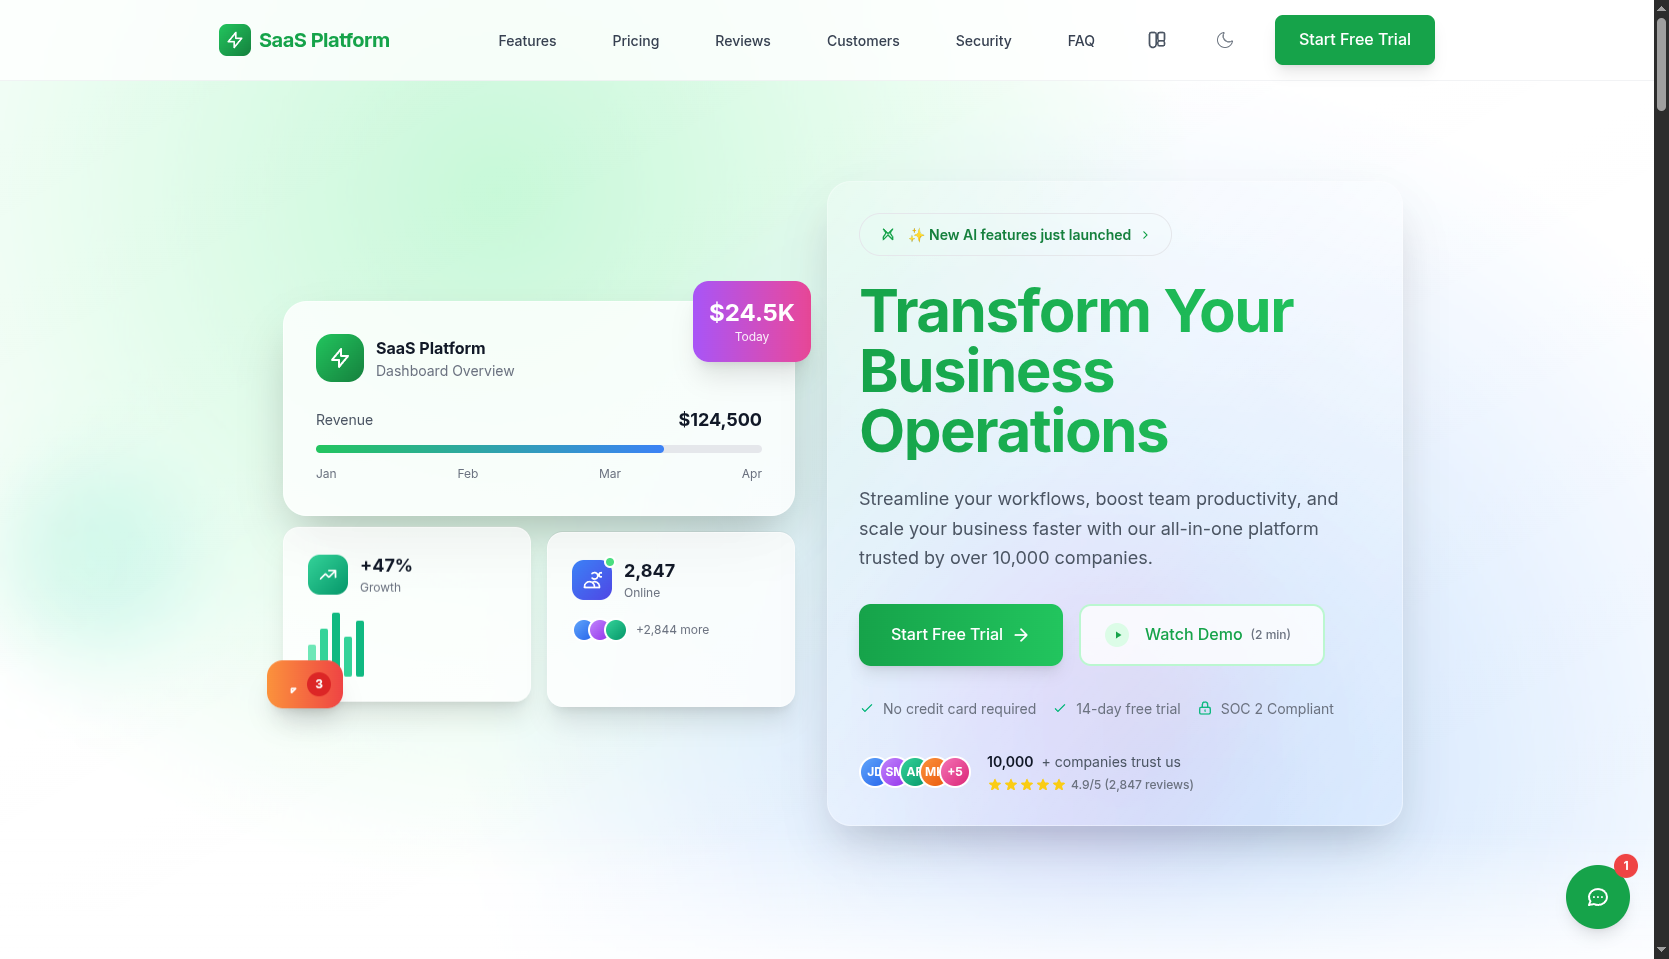 SaaS Platform
Features
Pricing
Reviews
Customers
Security
FAQ
Start Free Trial
$24.5K
Today
SaaS Platform
Dashboard Overview
Revenue
$124,500
Jan
Feb
Mar
Apr
+47%
Growth
3
2,847
Online
+2,844 more
✨ New AI features just launched
Transform Your
Business
Operations
Streamline your workflows, boost team productivity, and
scale your business faster with our all-in-one platform
trusted by over 10,000 companies.
Start Free Trial
Watch Demo (2 min)
No credit card required
14-day free trial
SOC 2 Compliant
+5
10,000 + companies trust us
4.9/5 (2,847 reviews)
1